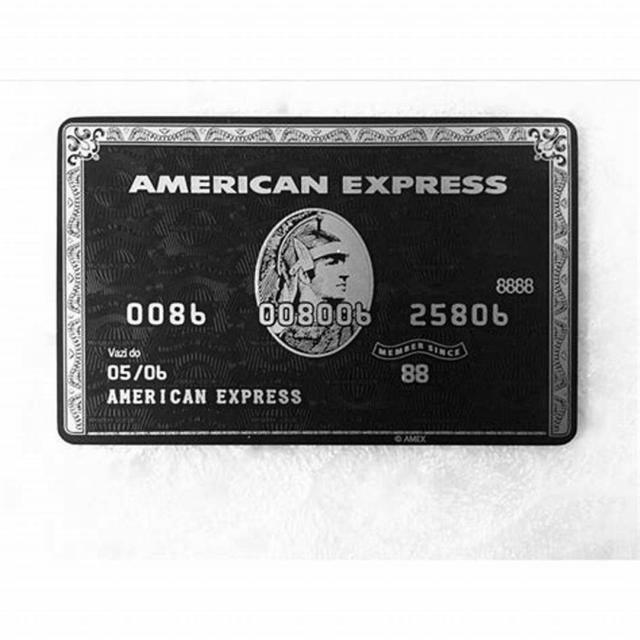 AMERICAN EXPRESS
8888
0086 008006 25806
Vazi do
MEMBER SINCE
05/06
88
AMERICAN EXPRESS
© AMEX